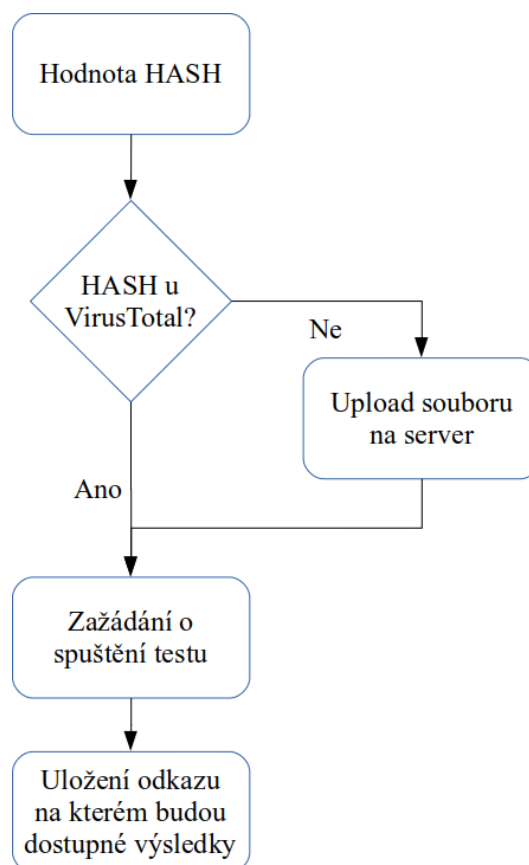 Hodnota HASH
HASH u
VirusTotal?
Ne
Upload souboru
na server
Ano
Zažádání o
spuštění testu
Uložení odkazu
na kterém budou
dostupné výsledky